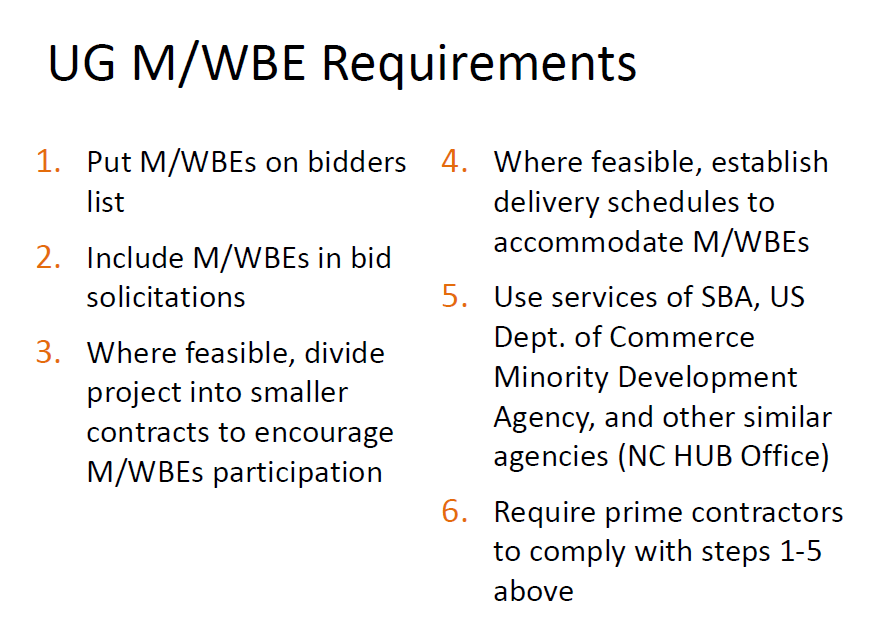 UG M/WBE Requirements
1. Put M/WBEs on bidders
list
2. Include M/WBEs in bid
solicitations
3. Where feasible, divide
project into smaller
contracts to encourage
M/WBEs participation
4. Where feasible, establish
delivery schedules to
accommodate M/WBEs
5. Use services of SBA, US
Dept. of Commerce
Minority Development
Agency, and other similar
agencies (NC HUB Office)
6. Require prime contractors
to comply with steps 1-5
above